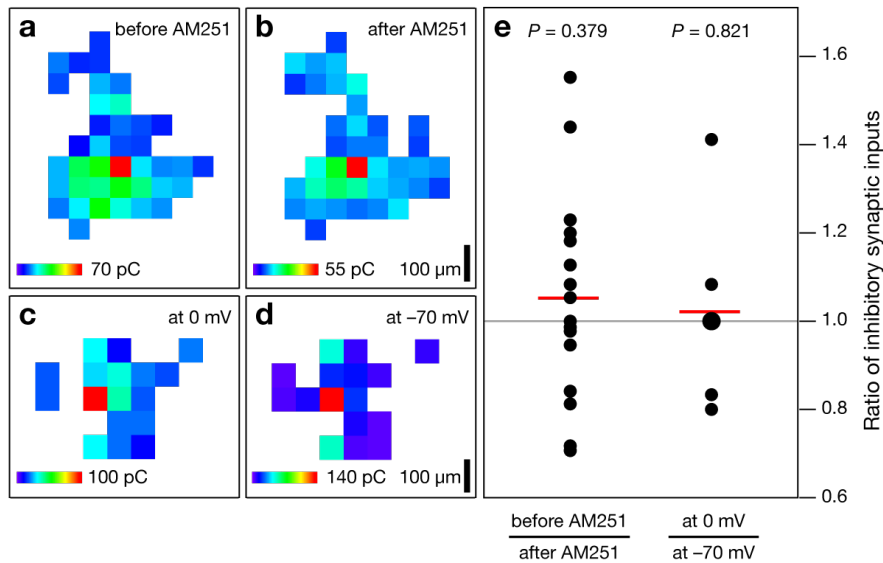 a
before AM251
70 pC
b
after AM251
55 pC
100 µm
c
at 0 mV
100 pC
d
at –70 mV
140 pC
100 µm
e
P = 0.379
P = 0.821
1.6
1.4
1.2
1.0
0.8
0.6
Ratio of inhibitory synaptic inputs
before AM251
after AM251
at 0 mV
at –70 mV